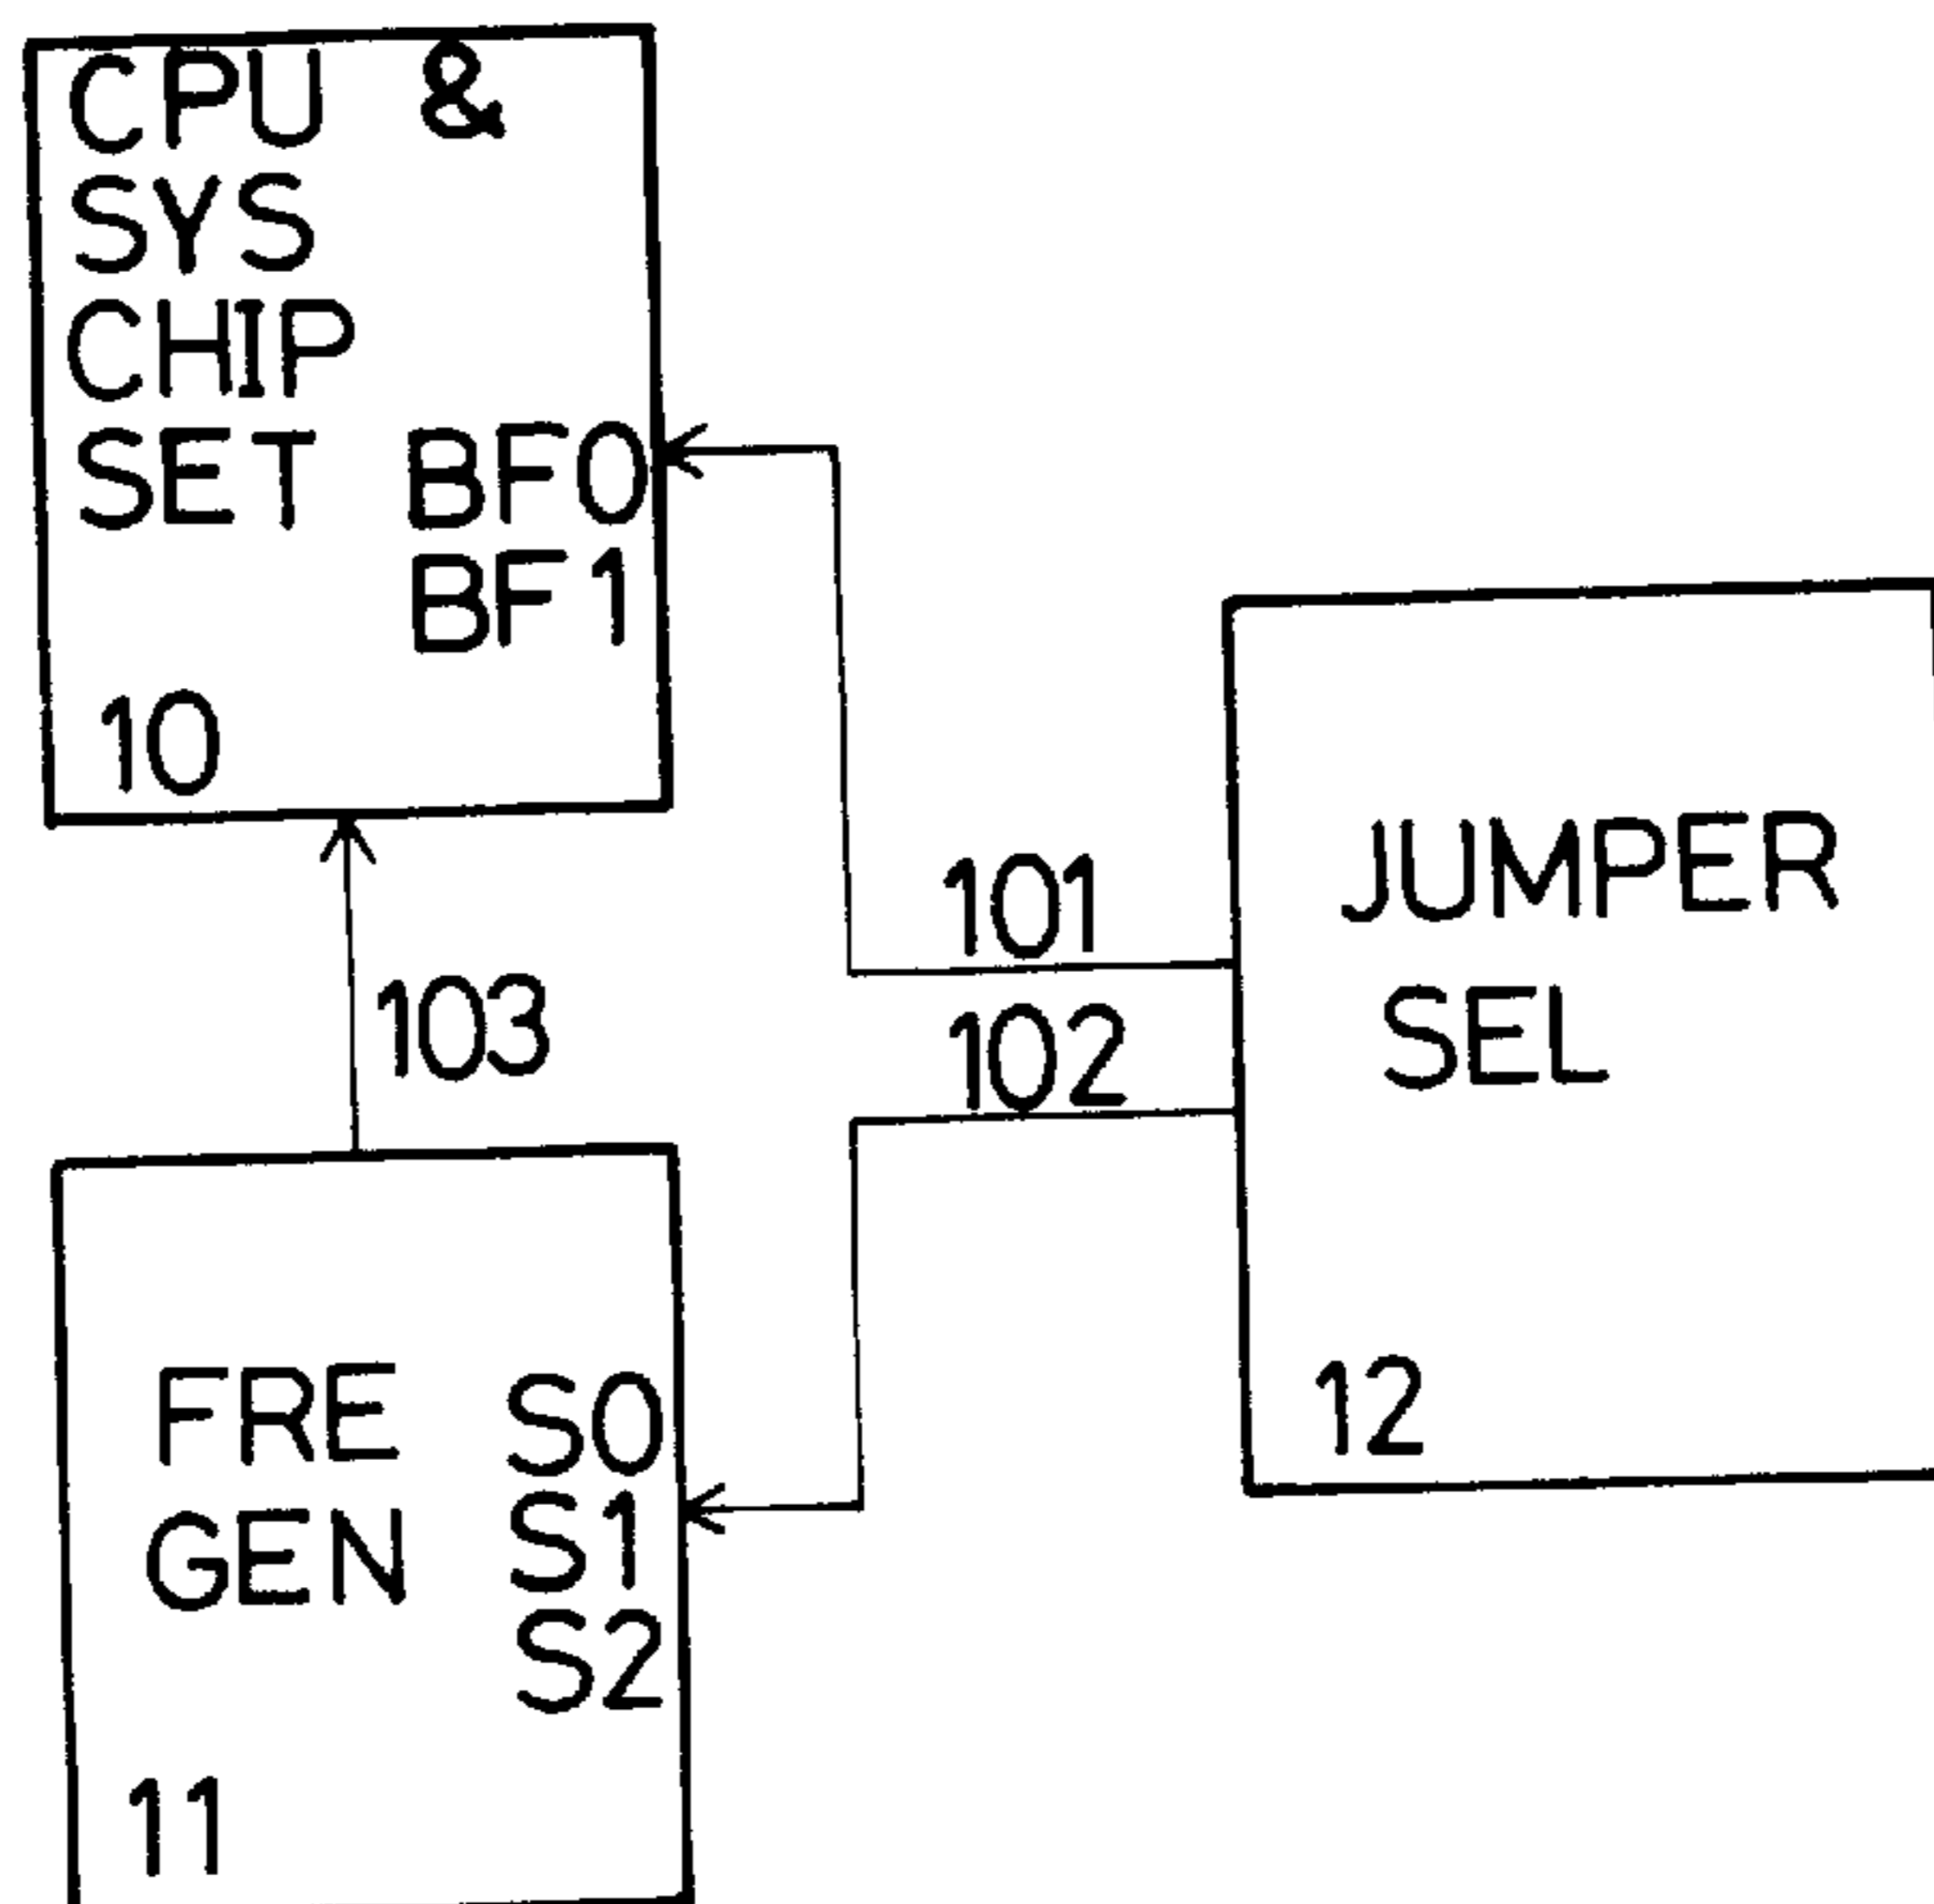 CPU &
SYS
CHIP
SET BF0
BF1
10
101
JUMPER
SEL
102
103
12
FRE S0
GEN S1
S2
11